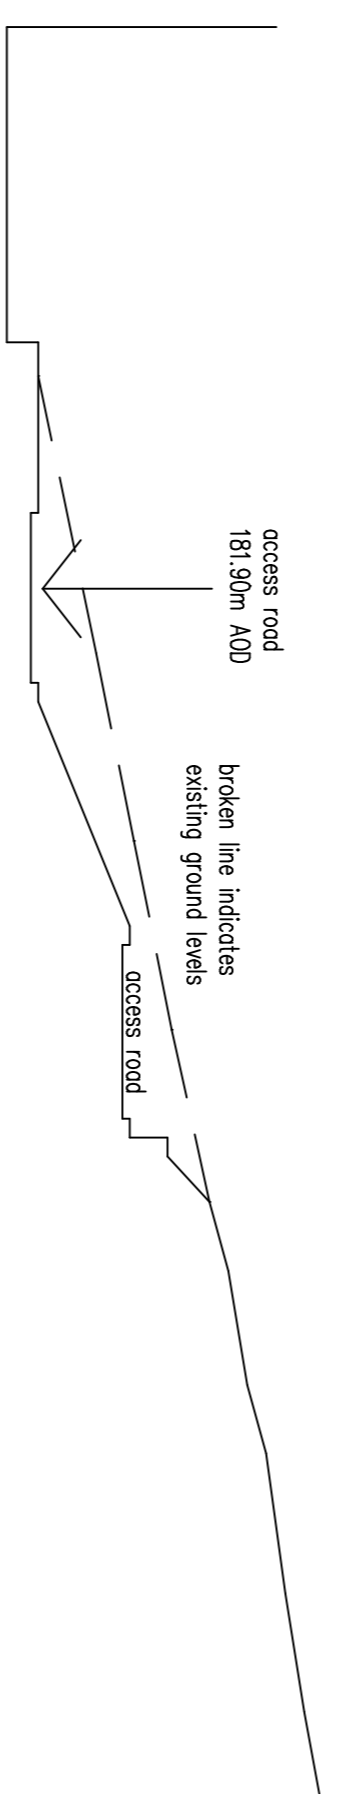 access road
181.90m AOD
broken line indicates
existing ground levels
access road